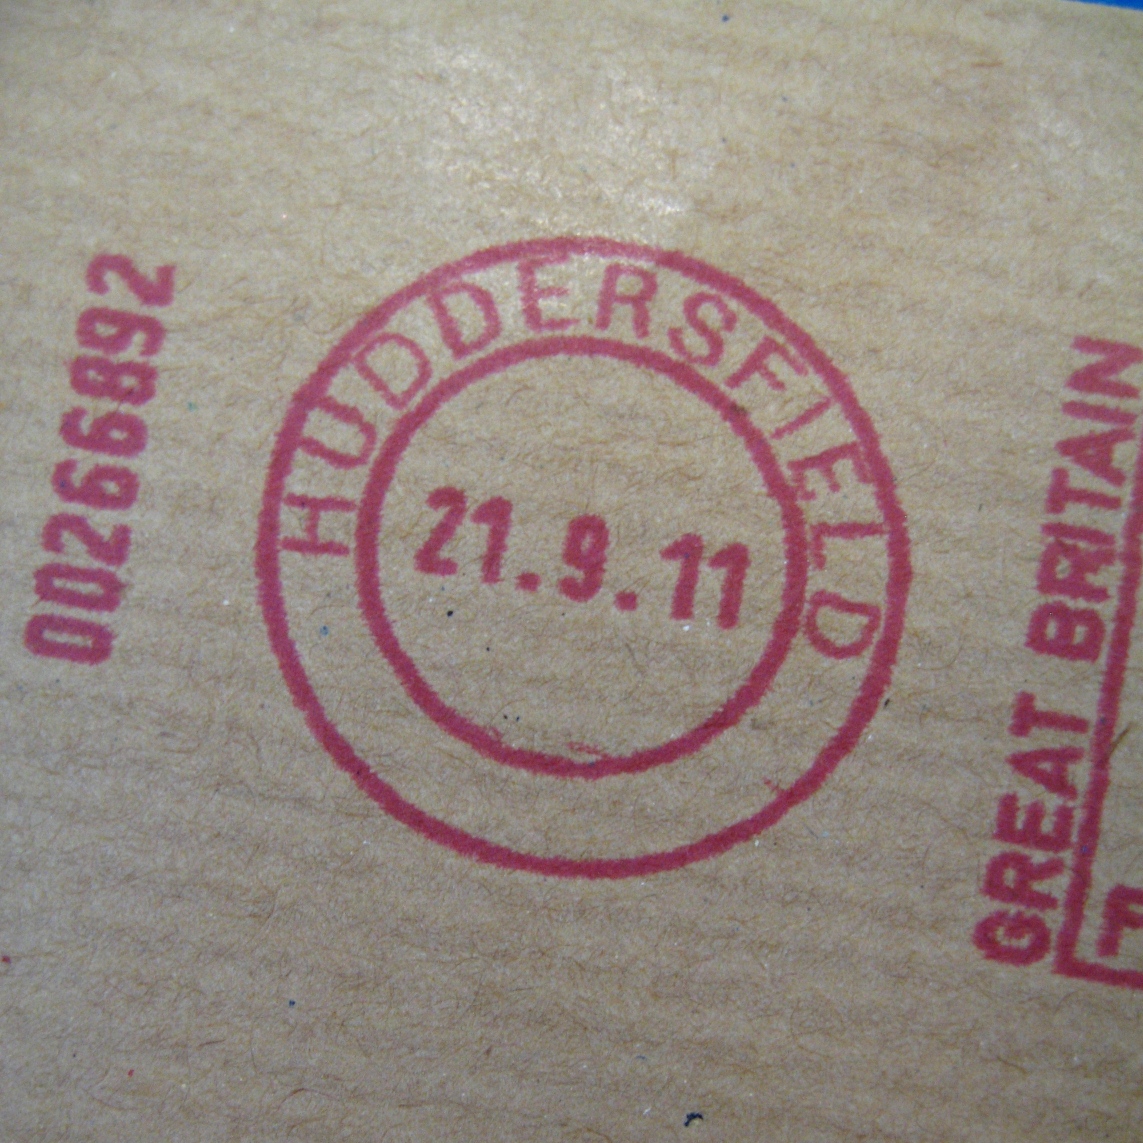 00266892
HUDDERSFIELD
21.9.11
GREAT BRITAIN